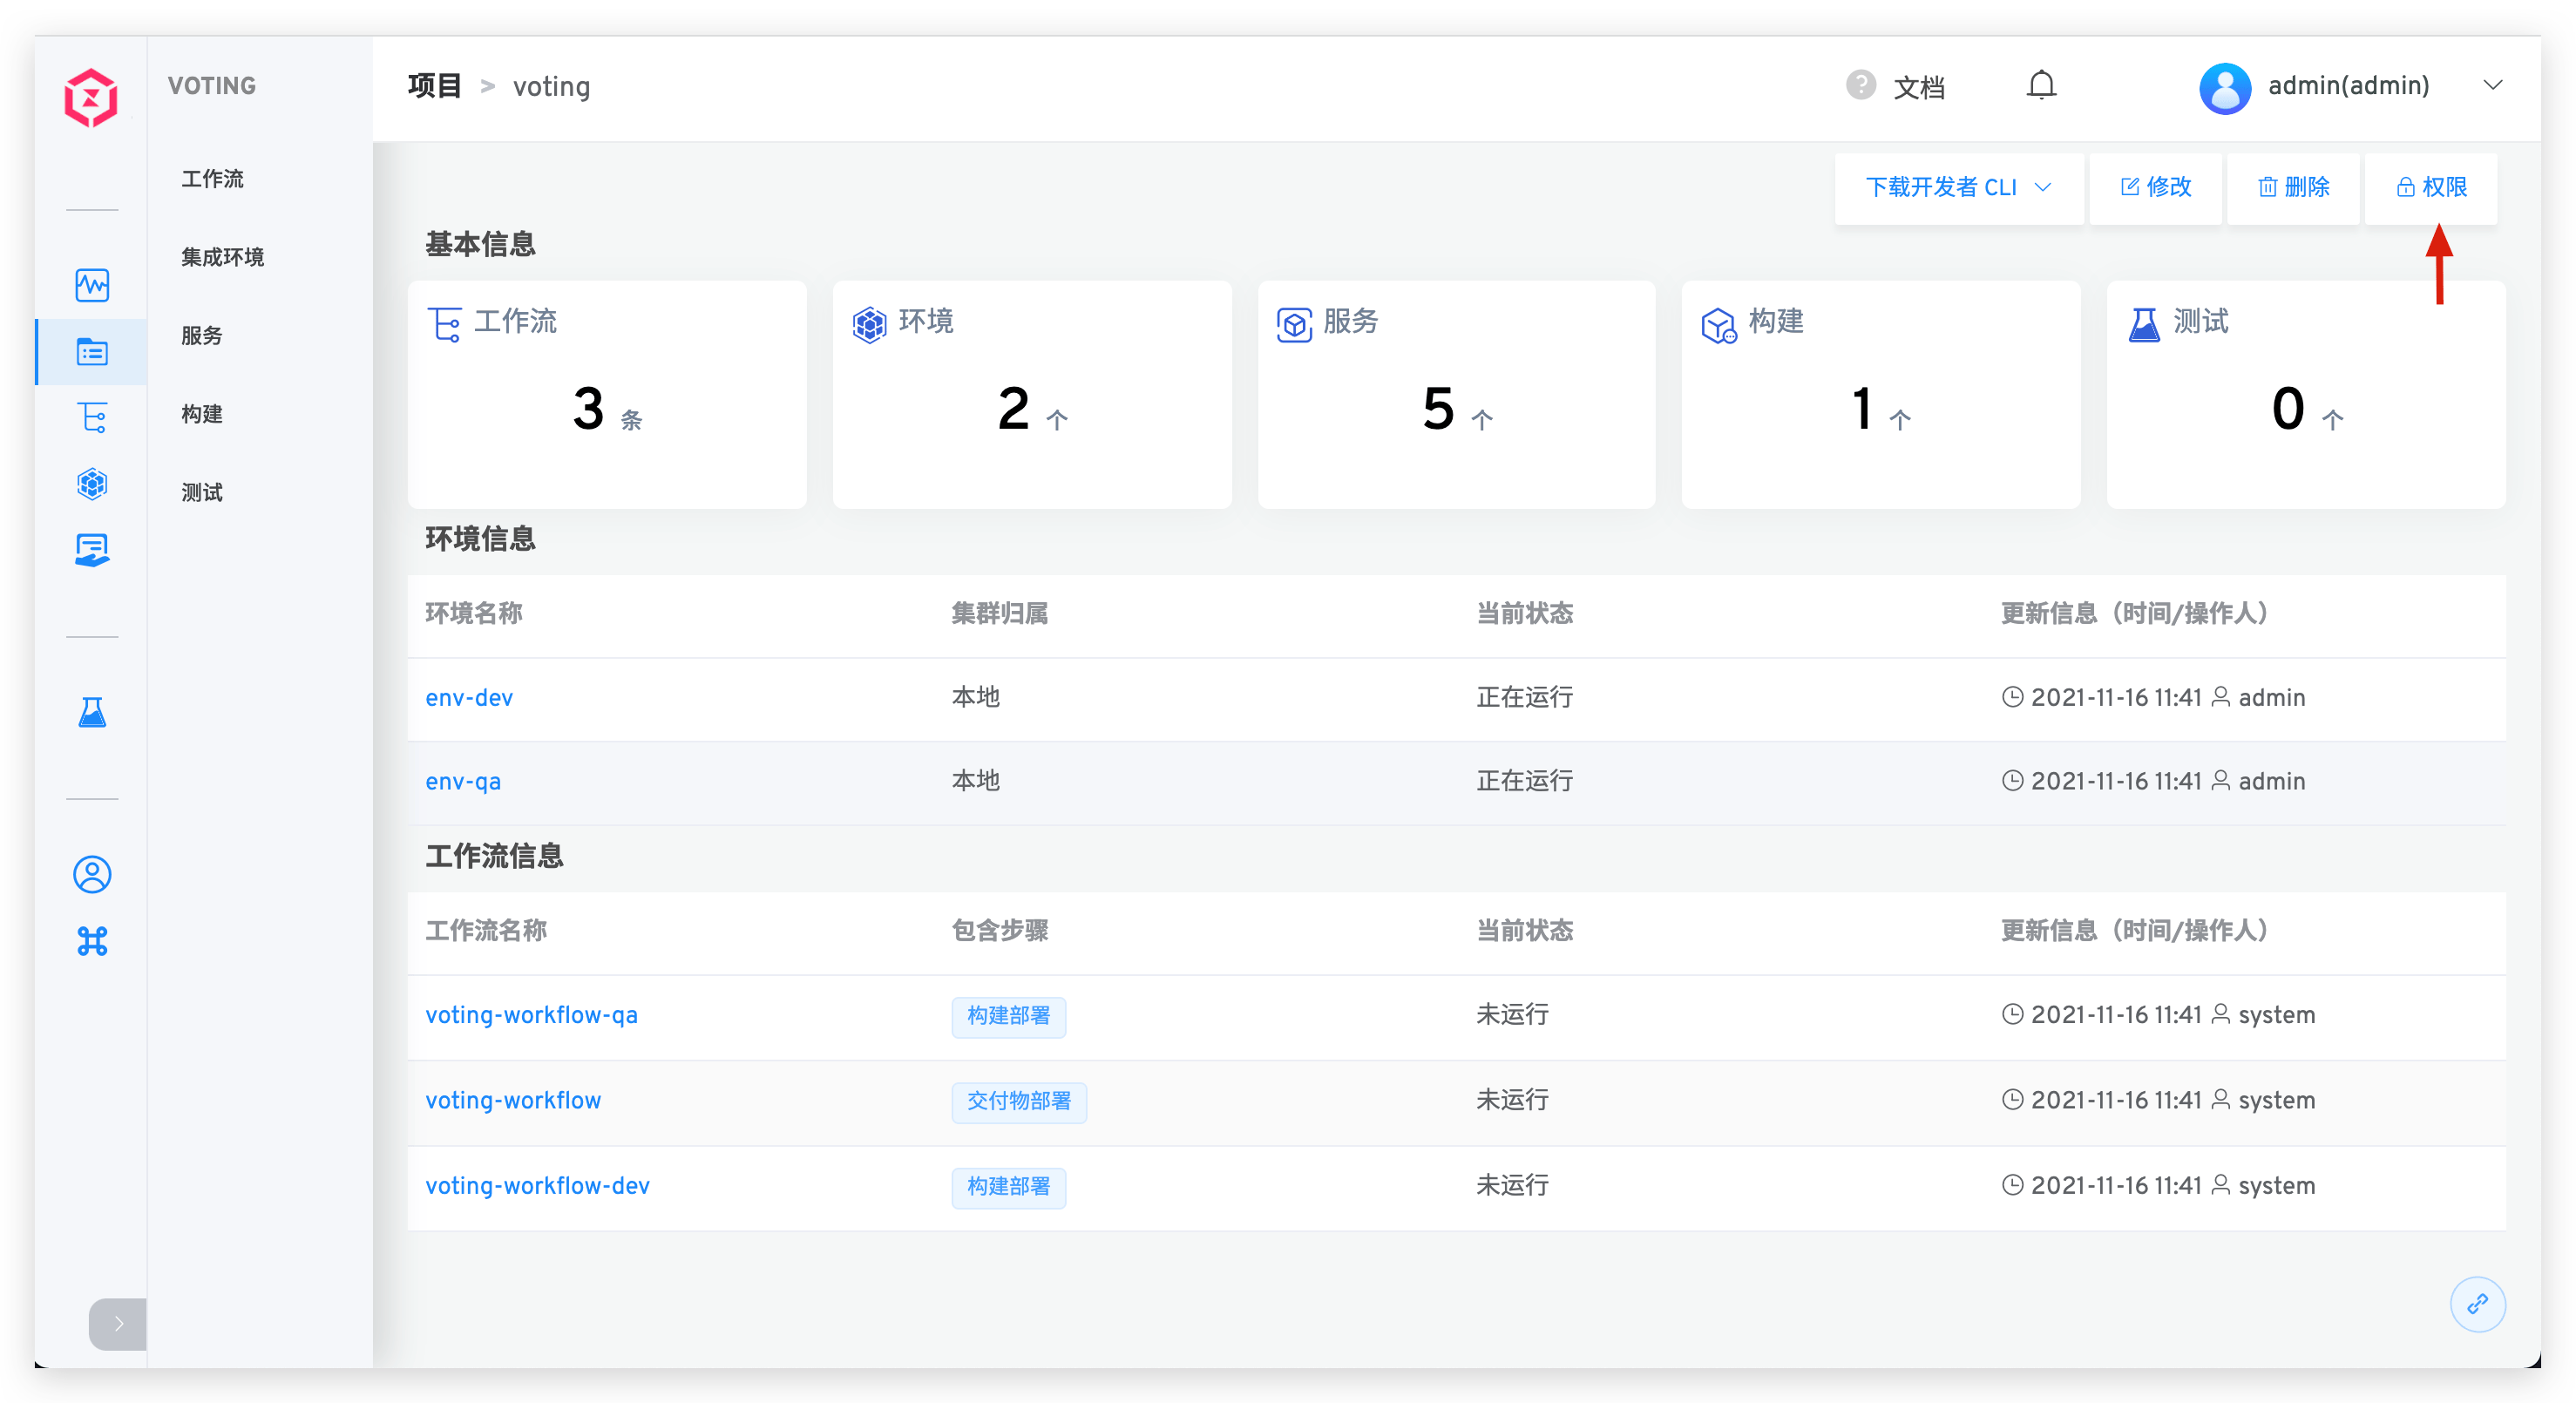 VOTING
工作流
集成环境
服务
构建
测试
项目 > voting
? 文档
admin(admin)
下载开发者 CLI
修改
删除
权限
基本信息
工作流
3 条
环境
2 个
服务
5 个
构建
1 个
测试
0 个
环境信息
环境名称 集群归属 当前状态 更新信息（时间/操作人）
env-dev 本地 正在运行 2021-11-16 11:41 admin
env-qa 本地 正在运行 2021-11-16 11:41 admin
工作流信息
工作流名称 包含步骤 当前状态 更新信息（时间/操作人）
voting-workflow-qa 构建部署 未运行 2021-11-16 11:41 system
voting-workflow 交付物部署 未运行 2021-11-16 11:41 system
voting-workflow-dev 构建部署 未运行 2021-11-16 11:41 system